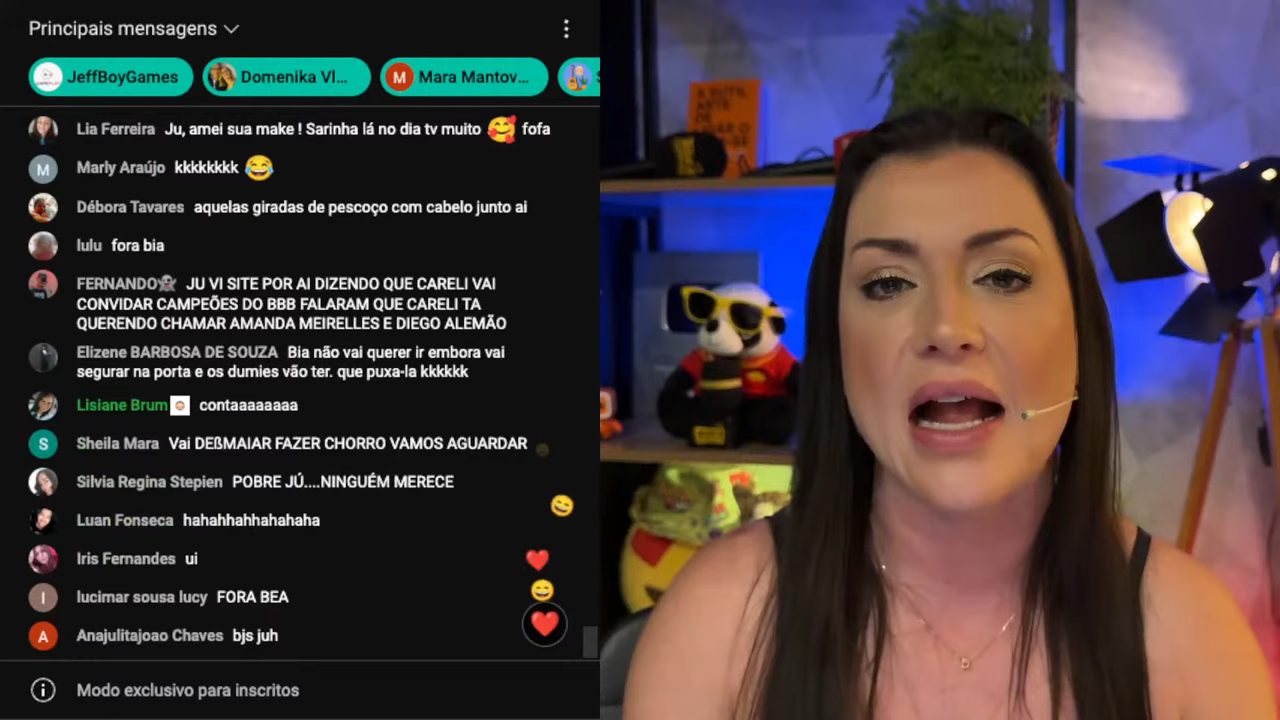 Principais mensagens
JeffBoyGames
Domenika Vl...
M
Mara Mantov...
Lia Ferreira Ju, amei sua make ! Sarinha lá no dia tv muito 🥰 fofa
M
Marly Araújo kkkkkkkk 😂
Débora Tavares aquelas giradas de pescoço com cabelo junto ai
lulu fora bia
FERNANDO👻 JU VI SITE POR AI DIZENDO QUE CARELI VAI
CONVIDAR CAMPEÕES DO BBB FALARAM QUE CARELI TA
QUERENDO CHAMAR AMANDA MEIRELLES E DIEGO ALEMÃO
Elizene BARBOSA DE SOUZA Bia não vai querer ir embora vai
segurar na porta e os dumies vão ter. que puxa-la kkkkkk
Lisiane Brum contaaaaaaaa
S
Sheila Mara Vai DEßMAIAR FAZER CHORRO VAMOS AGUARDAR
Silvia Regina Stepien POBRE JÚ....NINGUÉM MERECE
Luan Fonseca hahahhahhahahaha
Iris Fernandes ui
l
lucimar sousa lucy FORA BEA
A
Anajulitajoao Chaves bjs juh
Modo exclusivo para inscritos
A SUTIL
ARTE
DE